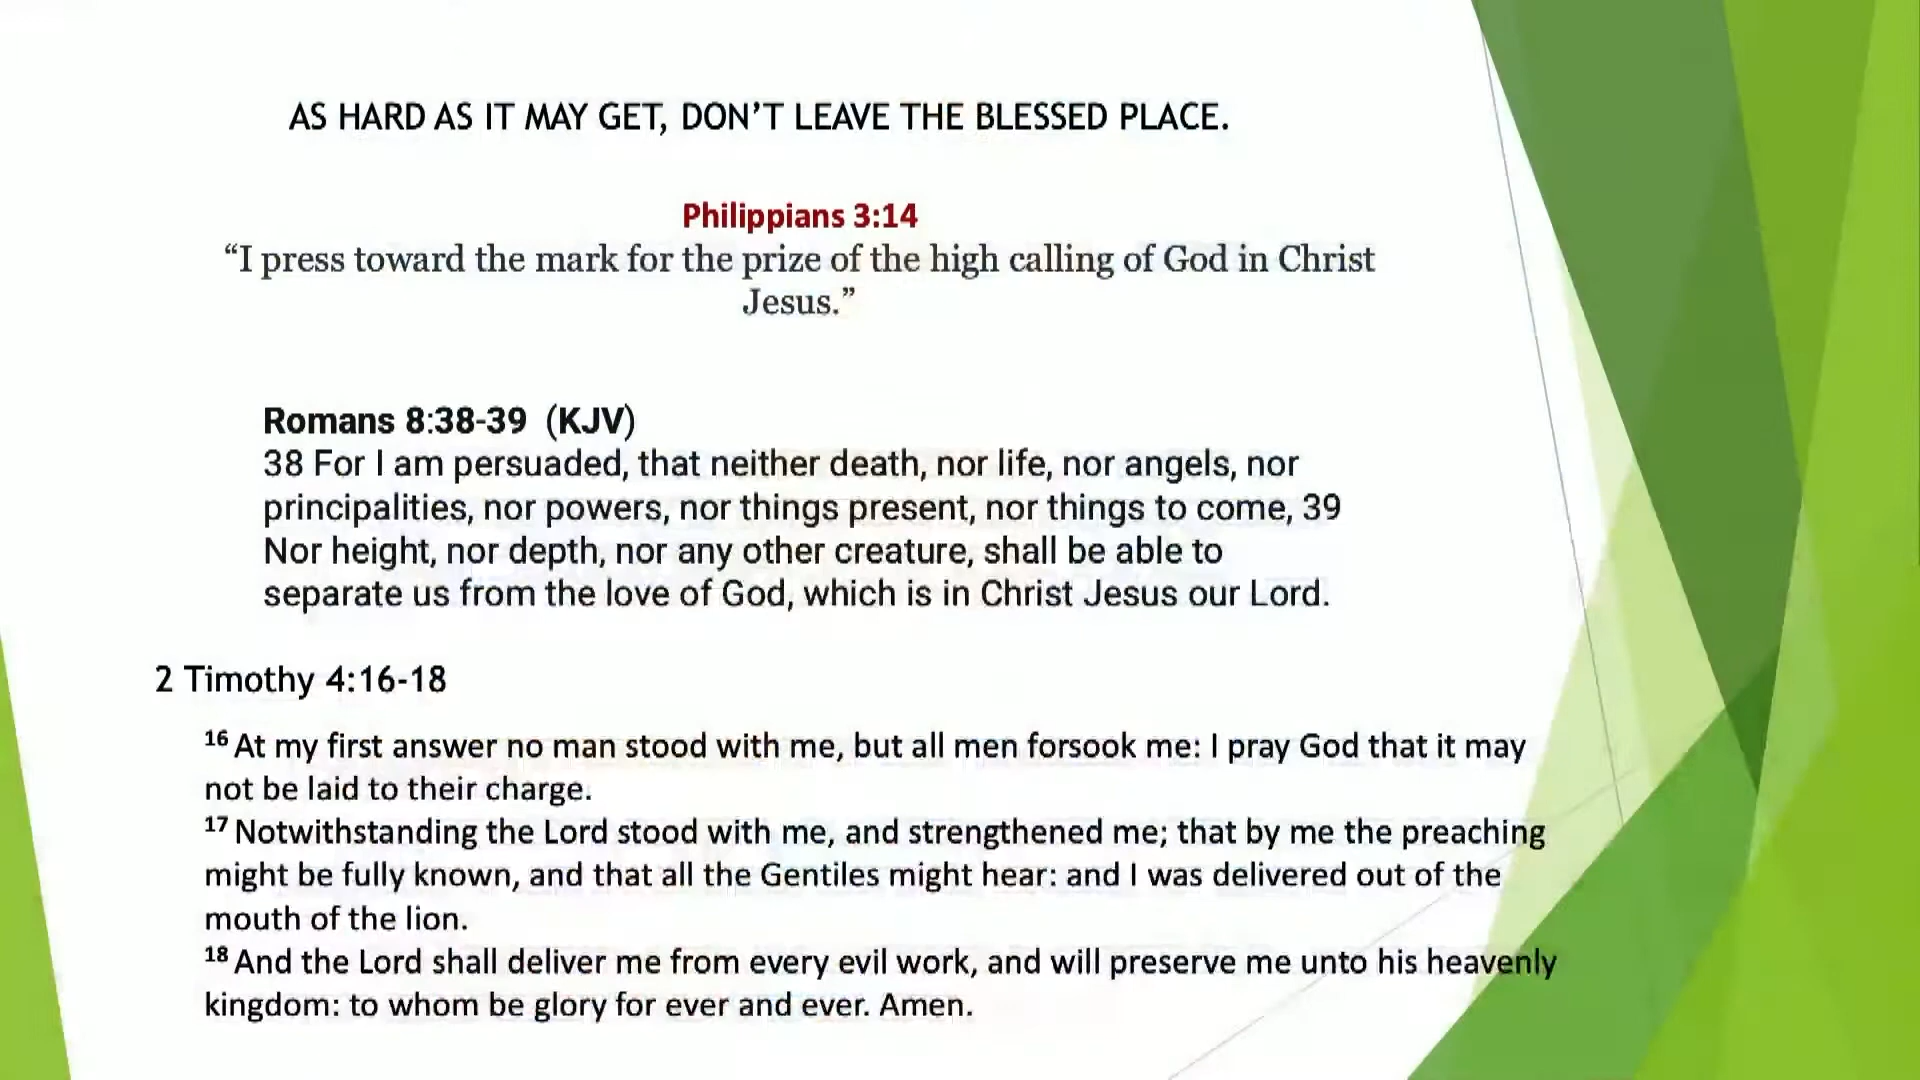 AS HARD AS IT MAY GET, DON’T LEAVE THE BLESSED PLACE.
Philippians 3:14
“I press toward the mark for the prize of the high calling of God in Christ
Jesus.”
Romans 8:38-39 (KJV)
38 For I am persuaded, that neither death, nor life, nor angels, nor
principalities, nor powers, nor things present, nor things to come, 39
Nor height, nor depth, nor any other creature, shall be able to
separate us from the love of God, which is in Christ Jesus our Lord.
2 Timothy 4:16-18
16 At my first answer no man stood with me, but all men forsook me: I pray God that it may
not be laid to their charge.
17 Notwithstanding the Lord stood with me, and strengthened me; that by me the preaching
might be fully known, and that all the Gentiles might hear: and I was delivered out of the
mouth of the lion.
18 And the Lord shall deliver me from every evil work, and will preserve me unto his heavenly
kingdom: to whom be glory for ever and ever. Amen.